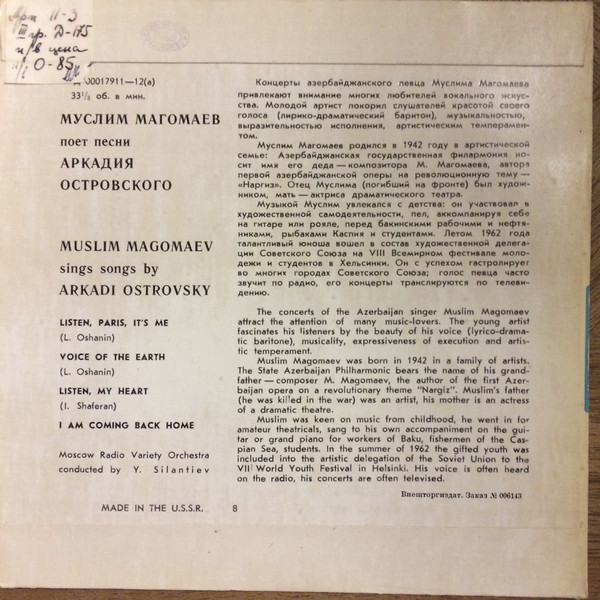 Арт 11-3
III гр. Д-175
н/в цена
0-85
00017911—12(a)
33⅓ об. в мин.
МУСЛИМ МАГОМАЕВ
поет песни
АРКАДИЯ
ОСТРОВСКОГО
MUSLIM MAGOMAEV
sings songs by
ARKADI OSTROVSKY
LISTEN, PARIS, IT'S ME
(L. Oshanin)
VOICE OF THE EARTH
(L. Oshanin)
LISTEN, MY HEART
(I. Shaferan)
I AM COMING BACK HOME
Moscow Radio Variety Orchestra
conducted by Y. Silantiev
MADE IN THE U.S.S.R. 8
Концерты азербайджанского певца Муслима Магомаева
привлекают внимание многих любителей вокального искус-
ства. Молодой артист покорил слушателей красотой своего
голоса (лирико-драматический баритон), музыкальностью,
выразительностью исполнения, артистическим темперамен-
том.
Муслим Магомаев родился в 1942 году в артистической
семье: Азербайджанская государственная филармония но-
сит имя его деда — композитора М. Магомаева, автора
первой азербайджанской оперы на революционную тему —
«Наргиз». Отец Муслима (погибший на фронте) был худож-
ником, мать — актриса драматического театра.
Музыкой Муслим увлекался с детства: он участвовал в
художественной самодеятельности, пел, аккомпанируя себе
на гитаре или рояле, перед бакинскими рабочими и нефтя-
никами, рыбаками Каспия и студентами. Летом 1962 года
талантливый юноша вошел в состав художественной делега-
ции Советского Союза на VIII Всемирном фестивале моло-
дежи и студентов в Хельсинки. Он с успехом гастролирует
во многих городах Советского Союза; голос певца часто
звучит по радио, его концерты транслируются по телеви-
дению.
The concerts of the Azerbaijan singer Muslim Magomaev
attract the attention of many music-lovers. The young artist
fascinates his listeners by the beauty of his voice (lyrico-drama-
tic baritone), musicality, expressiveness of execution and artis-
tic temperament.
Muslim Magomaev was born in 1942 in a family of artists.
The State Azerbaijan Philharmonic bears the name of his grand-
father — composer M. Magomaev, the author of the first Azer-
baijan opera on a revolutionary theme "Nargiz". Muslim's father
(he was killed in the war) was an artist, his mother is an actress
of a dramatic theatre.
Muslim was keen on music from childhood, he went in for
amateur theatricals, sang to his own accompaniment on the gui-
tar or grand piano for workers of Baku, fishermen of the Cas-
pian Sea, students. In the summer of 1962 the gifted youth was
included into the artistic delegation of the Soviet Union to the
VII World Youth Festival in Helsinki. His voice is often heard
on the radio, his concerts are often televised.
Внешторгиздат. Заказ № 006143